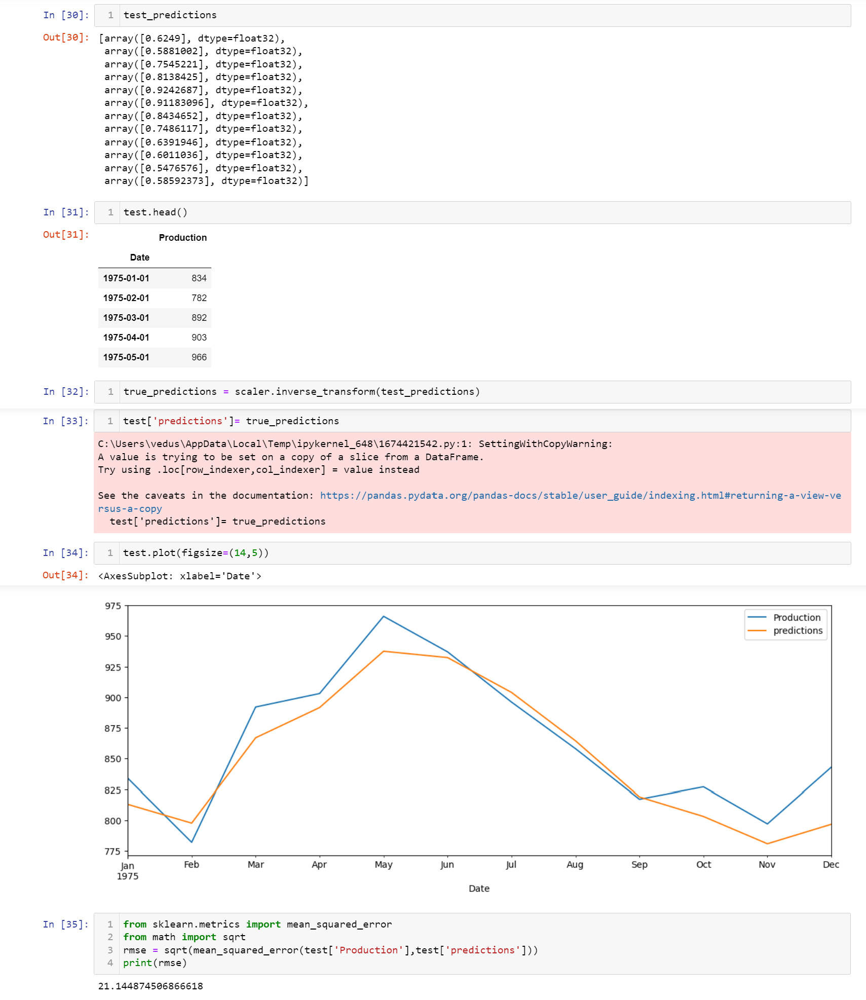 In [30]: 1 test_predictions
Out[30]: [array([0.6249], dtype=float32),
array([0.5881002], dtype=float32),
array([0.7545221], dtype=float32),
array([0.8138425], dtype=float32),
array([0.9242687], dtype=float32),
array([0.91183096], dtype=float32),
array([0.8434652], dtype=float32),
array([0.7486117], dtype=float32),
array([0.6391946], dtype=float32),
array([0.6011036], dtype=float32),
array([0.5476576], dtype=float32),
array([0.58592373], dtype=float32)]
In [31]: 1 test.head()
Out[31]:
Production
Date
1975-01-01 834
1975-02-01 782
1975-03-01 892
1975-04-01 903
1975-05-01 966
In [32]: 1 true_predictions = scaler.inverse_transform(test_predictions)
In [33]: 1 test['predictions']= true_predictions
C:\Users\vedus\AppData\Local\Temp\ipykernel_648\1674421542.py:1: SettingWithCopyWarning:
A value is trying to be set on a copy of a slice from a DataFrame.
Try using .loc[row_indexer,col_indexer] = value instead
See the caveats in the documentation: https://pandas.pydata.org/pandas-docs/stable/user_guide/indexing.html#returning-a-view-ve
rsus-a-copy
test['predictions']= true_predictions
In [34]: 1 test.plot(figsize=(14,5))
Out[34]: <AxesSubplot: xlabel='Date'>
975
950
925
900
875
850
825
800
775
Production
predictions
Jan Feb Mar Apr May Jun Jul Aug Sep Oct Nov Dec
1975
Date
In [35]: 1 from sklearn.metrics import mean_squared_error
2 from math import sqrt
3 rmse = sqrt(mean_squared_error(test['Production'],test['predictions']))
4 print(rmse)
21.144874506866618